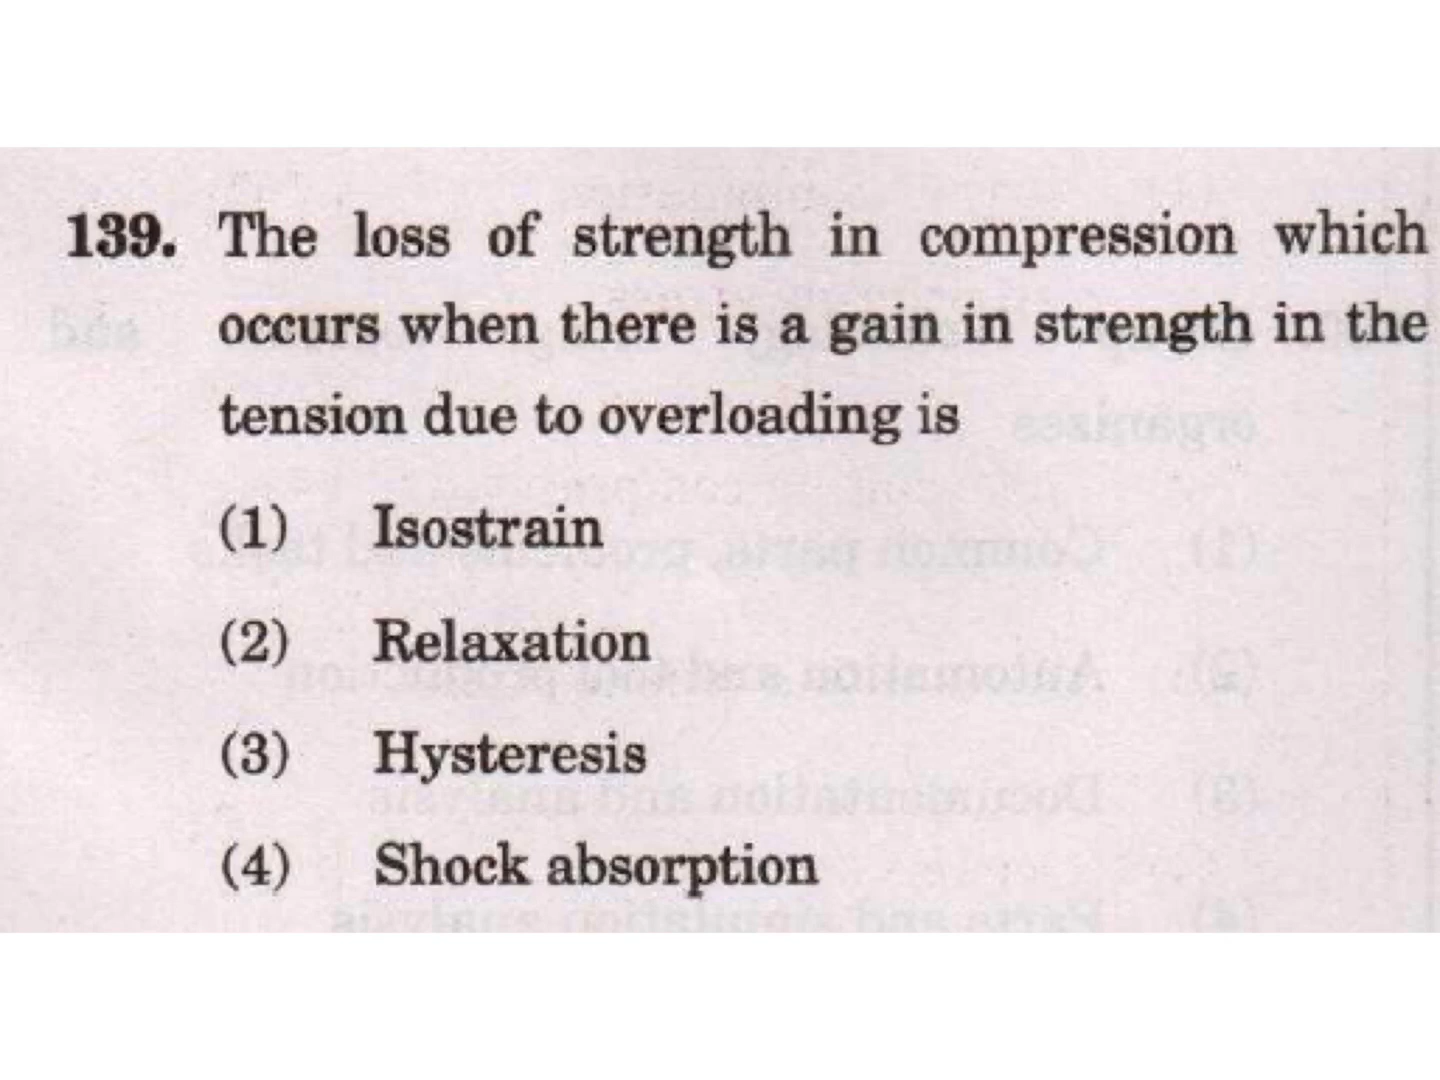 139. The loss of strength in compression which
occurs when there is a gain in strength in the
tension due to overloading is
(1) Isostrain
(2) Relaxation
(3) Hysteresis
(4) Shock absorption